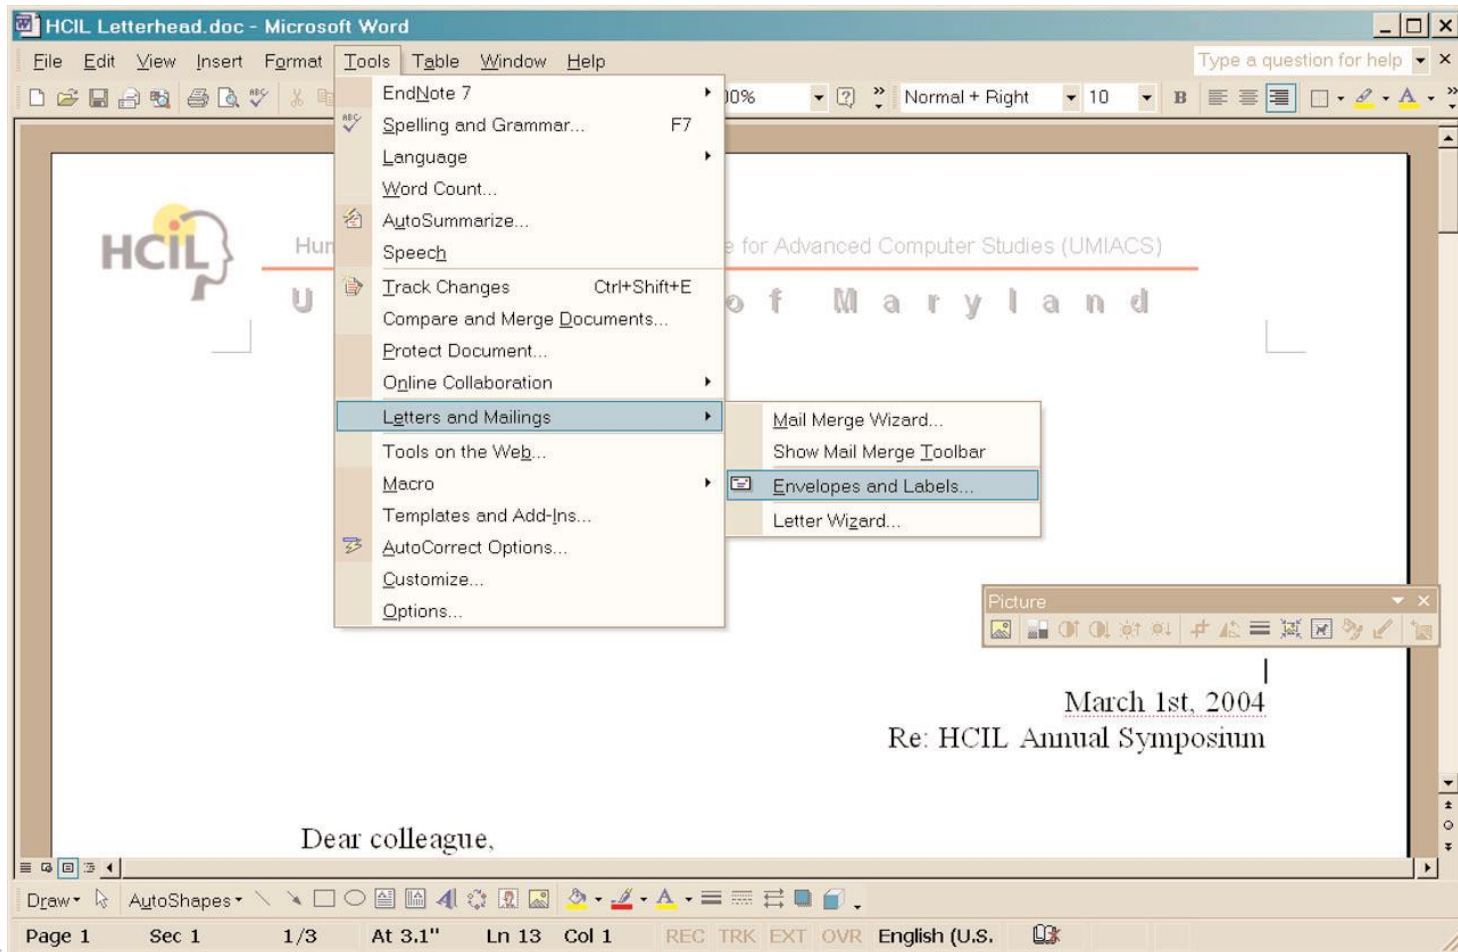 HCIL Letterhead.doc - Microsoft Word
File Edit View Insert Format Tools Table Window Help Type a question for help
00% Normal + Right 10 B A
EndNote 7
Spelling and Grammar... F7
Language
Word Count...
AutoSummarize...
Speech
Track Changes Ctrl+Shift+E
Compare and Merge Documents...
Protect Document...
Online Collaboration
Letters and Mailings
Tools on the Web...
Macro
Templates and Add-Ins...
AutoCorrect Options...
Customize...
Options...
Mail Merge Wizard...
Show Mail Merge Toolbar
Envelopes and Labels...
Letter Wizard...
HCIL Hum for Advanced Computer Studies (UMIACS)
U of Maryland
Picture
March 1st, 2004
Re: HCIL Annual Symposium
Dear colleague,
Draw AutoShapes A
Page 1 Sec 1 1/3 At 3.1" Ln 13 Col 1 REC TRK EXT OVR English (U.S.